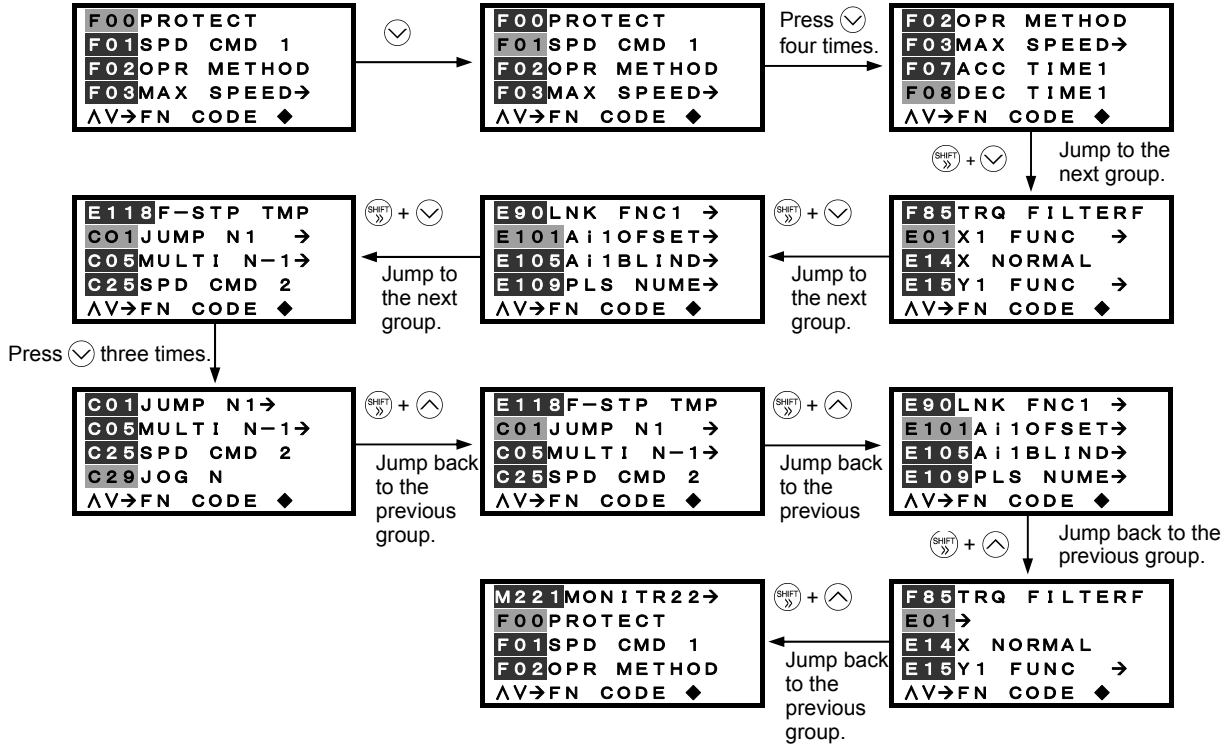 F00PROTECT
F01SPD CMD 1
F02OPR METHOD
F03MAX SPEED→
ΛV→FN CODE ◆
F00PROTECT
F01SPD CMD 1
F02OPR METHOD
F03MAX SPEED→
ΛV→FN CODE ◆
Press
four times.
F02OPR METHOD
F03MAX SPEED→
F07ACC TIME1
F08DEC TIME1
ΛV→FN CODE ◆
SHIFT +
Jump to the
next group.
F85TRQ FILTERF
E01X1 FUNC →
E14X NORMAL
E15Y1 FUNC →
ΛV→FN CODE ◆
SHIFT +
Jump to
the next
group.
E90LNK FNC1 →
E101Ai1OFSET→
E105Ai1BLIND→
E109PLS NUME→
ΛV→FN CODE ◆
SHIFT +
Jump to
the next
group.
E118F−STP TMP
CO1JUMP N1 →
C05MULTI N−1→
C25SPD CMD 2
ΛV→FN CODE ◆
Press three times.
C01JUMP N1→
C05MULTI N−1→
C25SPD CMD 2
C29JOG N
ΛV→FN CODE ◆
SHIFT +
Jump back
to the
previous
group.
E118F−STP TMP
C01JUMP N1 →
C05MULTI N−1→
C25SPD CMD 2
ΛV→FN CODE ◆
SHIFT +
Jump back
to the
previous
E90LNK FNC1 →
E101Ai1OFSET→
E105Ai1BLIND→
E109PLS NUME→
ΛV→FN CODE ◆
SHIFT +
Jump back to the
previous group.
F85TRQ FILTERF
E01→
E14X NORMAL
E15Y1 FUNC →
ΛV→FN CODE ◆
SHIFT +
Jump back
to the
previous
group.
M221MONITR22→
F00PROTECT
F01SPD CMD 1
F02OPR METHOD
ΛV→FN CODE ◆